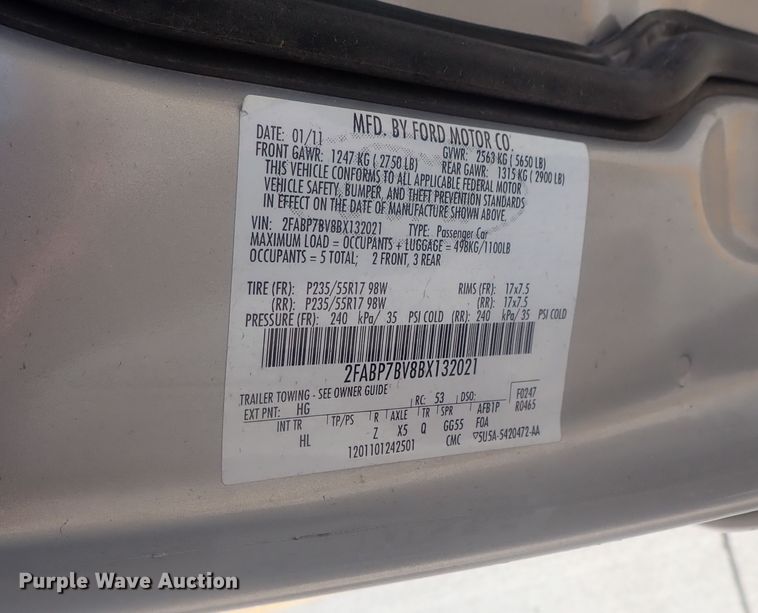 MFD. BY FORD MOTOR CO.
DATE: 01/11 GVWR: 2563 KG ( 5650 LB)
FRONT GAWR: 1247 KG ( 2750 LB) REAR GAWR: 1315 KG ( 2900 LB)
THIS VEHICLE CONFORMS TO ALL APPLICABLE FEDERAL MOTOR
VEHICLE SAFETY, BUMPER, AND THEFT PREVENTION STANDARDS
IN EFFECT ON THE DATE OF MANUFACTURE SHOWN ABOVE.
VIN: 2FABP7BV8BX132021 TYPE: Passenger Car
MAXIMUM LOAD = OCCUPANTS + LUGGAGE = 498KG/1100LB
OCCUPANTS = 5 TOTAL; 2 FRONT, 3 REAR
TIRE (FR): P235/55R17 98W RIMS (FR): 17x7.5
(RR): P235/55R17 98W (RR): 17x7.5
PRESSURE (FR): 240 kPa/ 35 PSI COLD (RR): 240 kPa/ 35 PSI COLD
2FABP7BV8BX132021
TRAILER TOWING - SEE OWNER GUIDE
EXT PNT: HG RC: 53 DSO: F0247
INT TR TP/PS R AXLE TR SPR AFB1P R0465
HL Z X5 Q GG55 FOA
1201101242501 CMC ▽5U5A-5420472-AA
Purple Wave Auction